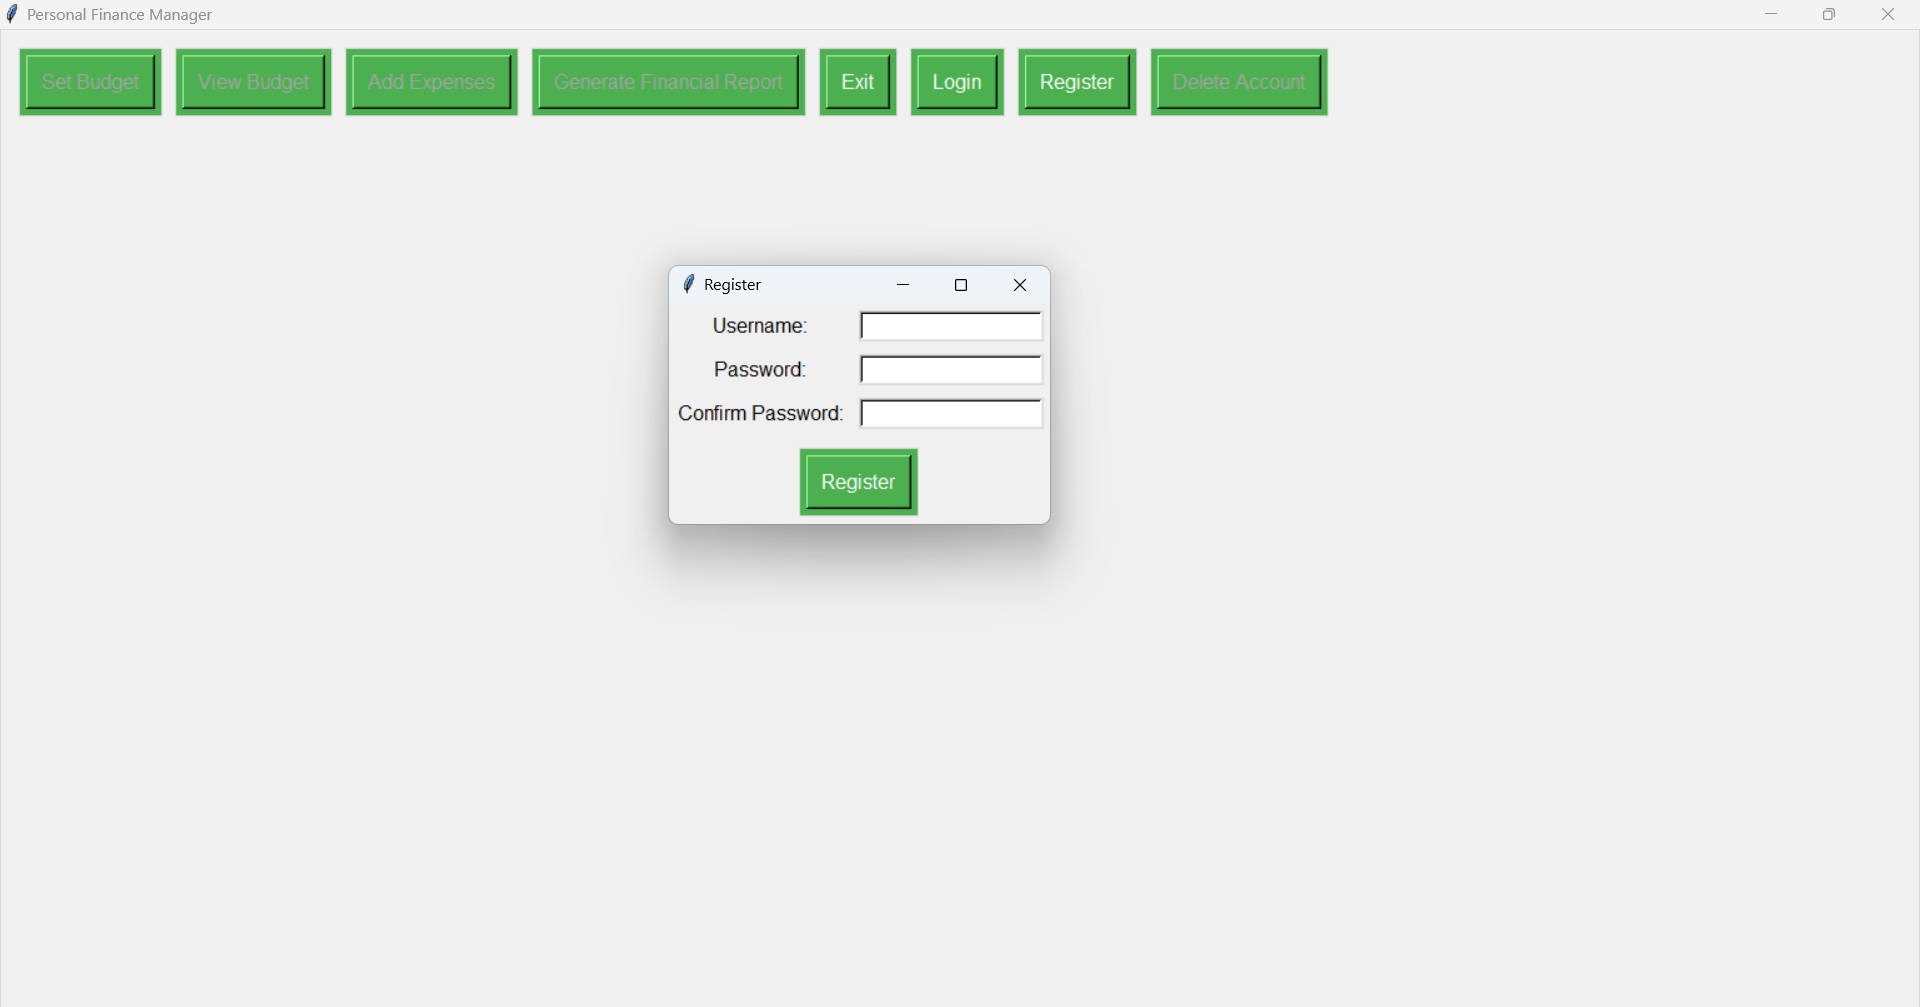 Personal Finance Manager
Set Budget View Budget Add Expenses Generate Financial Report Exit Login Register Delete Account
Register
Username:
Password:
Confirm Password:
Register